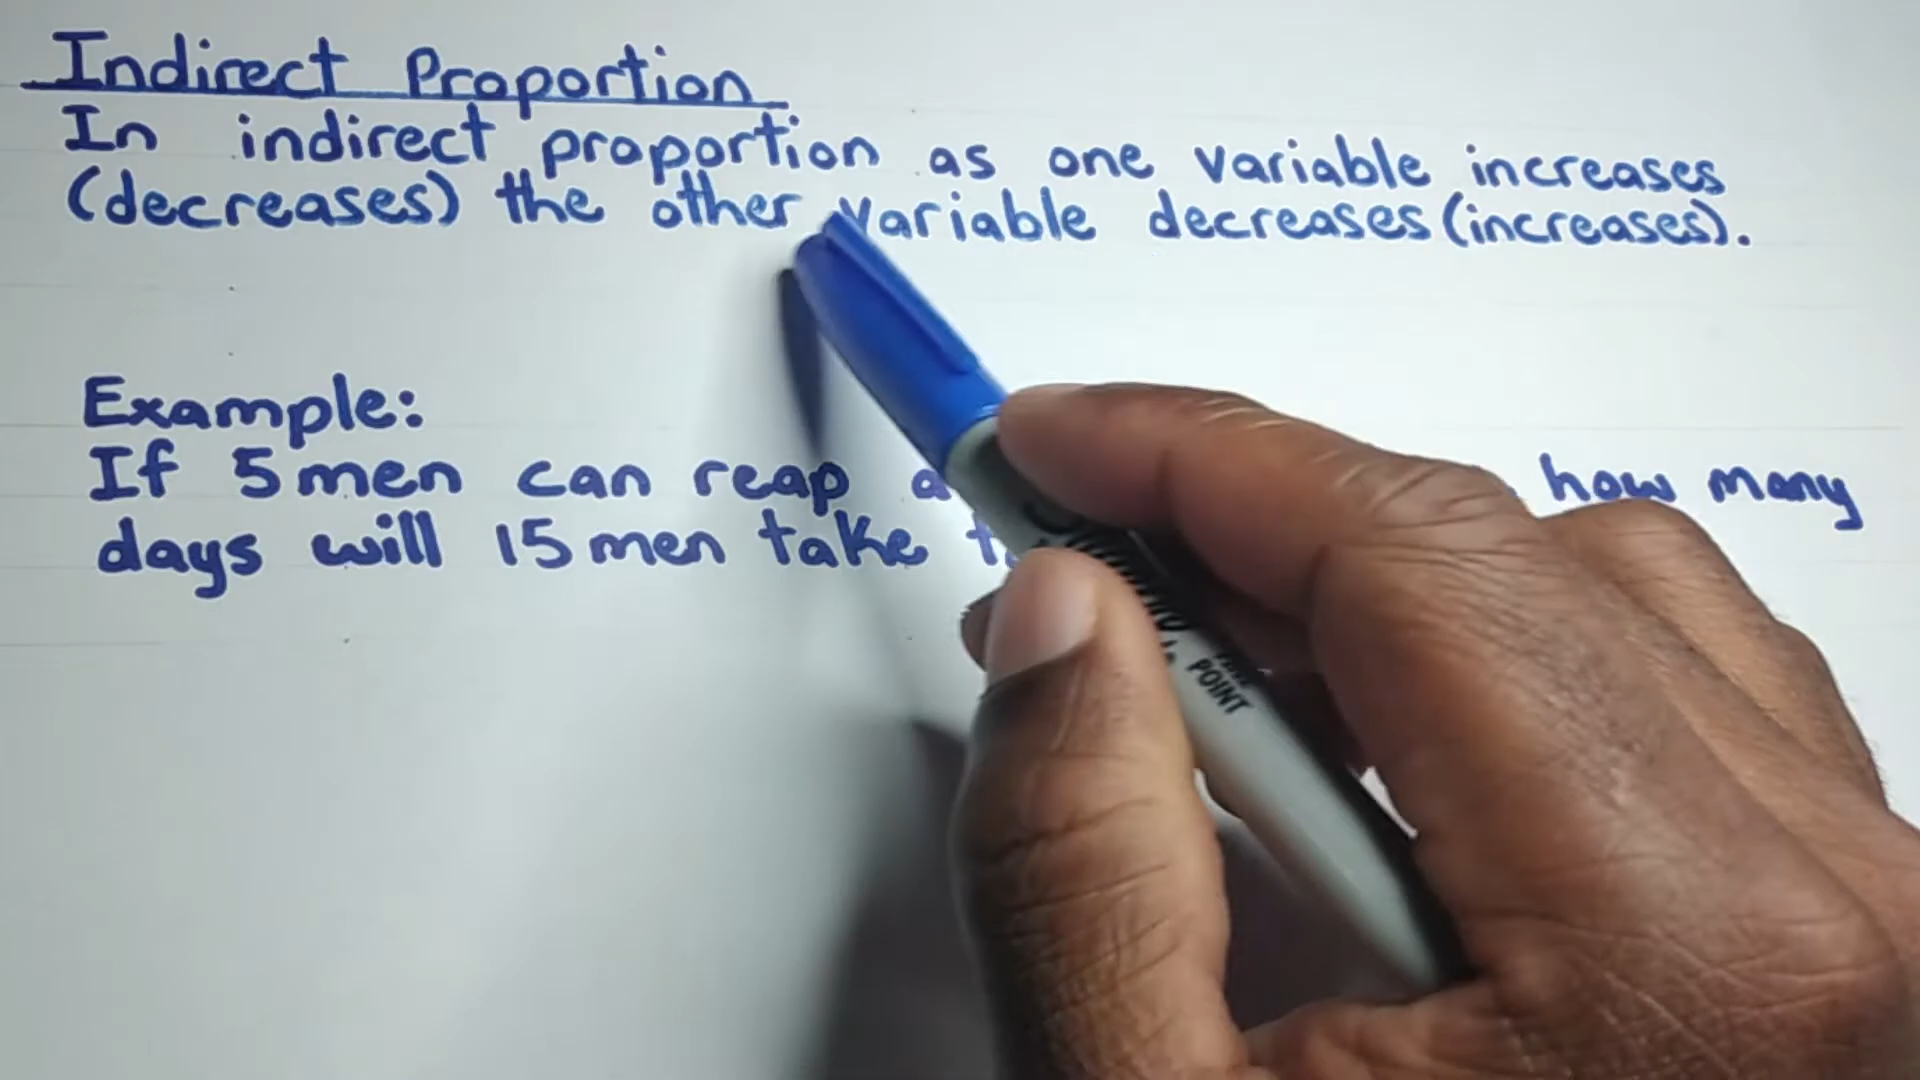 Indirect Proportion
In indirect proportion as one variable increases
(decreases) the other variable decreases (increases).
Example:
If 5 men can reap a how many
days will 15 men take
POINT